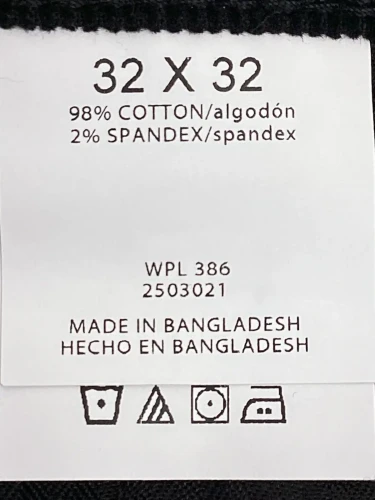 32 X 32
98% COTTON/algodón
2% SPANDEX/spandex
WPL 386
2503021
MADE IN BANGLADESH
HECHO EN BANGLADESH